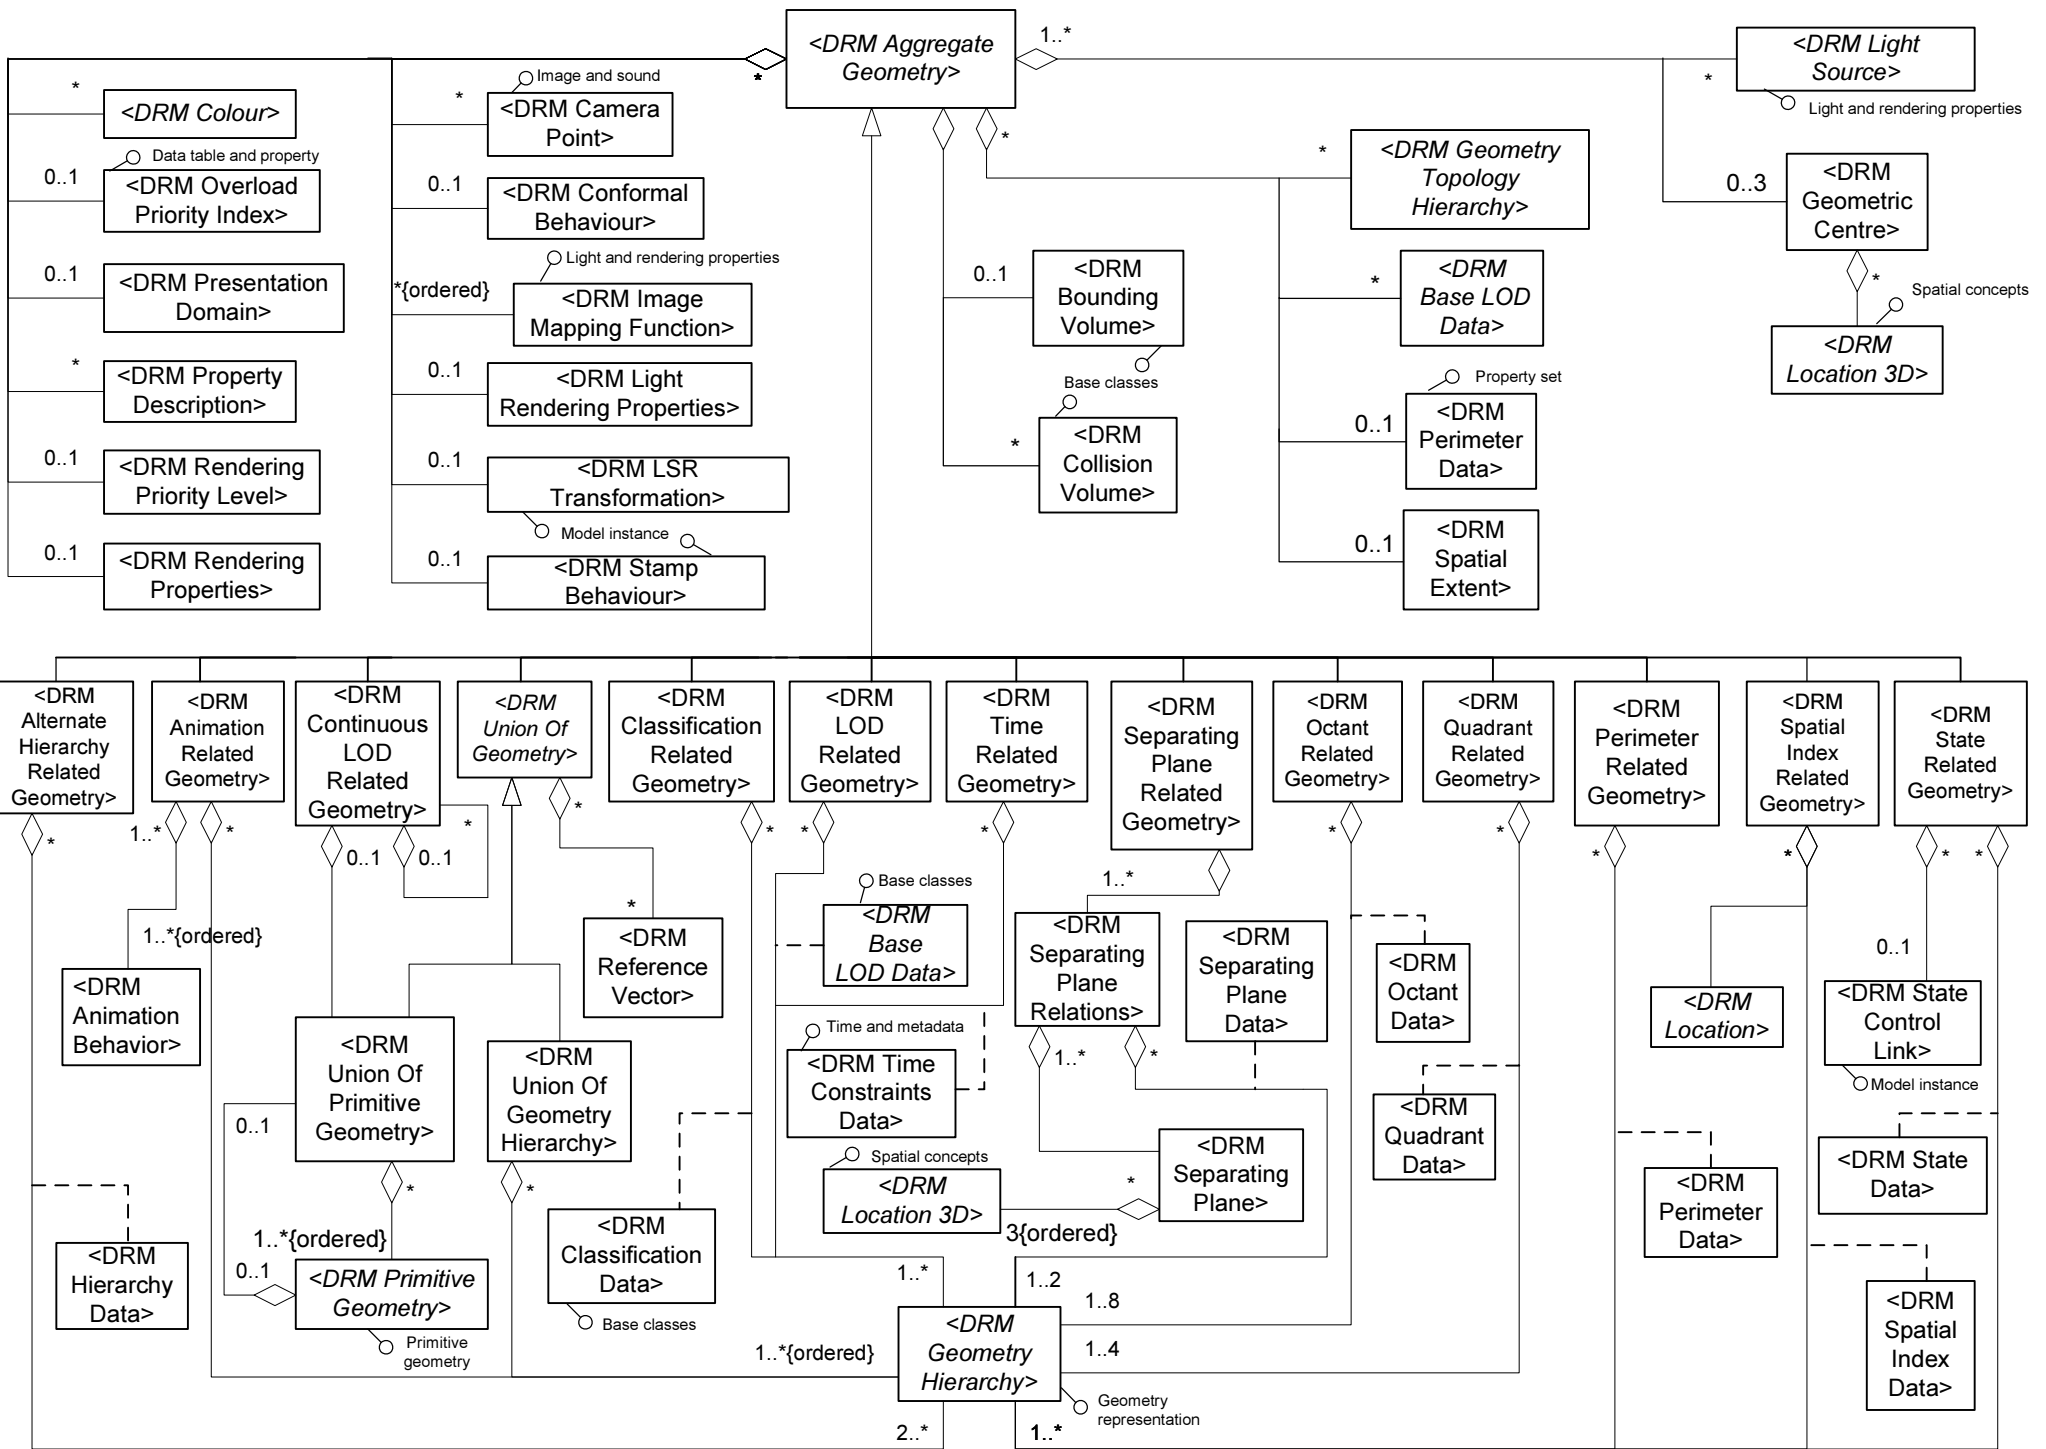 <DRM Aggregate
Geometry>
*
1..*
<DRM Light
Source>
*
Light and rendering properties
*
<DRM Colour>
Data table and property
0..1
<DRM Overload
Priority Index>
0..1
<DRM Presentation
Domain>
*
<DRM Property
Description>
0..1
<DRM Rendering
Priority Level>
0..1
<DRM Rendering
Properties>
Image and sound
*
<DRM Camera
Point>
0..1
<DRM Conformal
Behaviour>
Light and rendering properties
*{ordered}
<DRM Image
Mapping Function>
0..1
<DRM Light
Rendering Properties>
0..1
<DRM LSR
Transformation>
Model instance
0..1
<DRM Stamp
Behaviour>
0..1
<DRM
Bounding
Volume>
Base classes
*
<DRM
Collision
Volume>
*
*
<DRM Geometry
Topology
Hierarchy>
*
<DRM
Base LOD
Data>
Property set
0..1
<DRM
Perimeter
Data>
0..1
<DRM
Spatial
Extent>
0..3
<DRM
Geometric
Centre>
*
Spatial concepts
<DRM
Location 3D>
<DRM
Alternate
Hierarchy
Related
Geometry>
*
<DRM
Animation
Related
Geometry>
1..*
*
<DRM
Continuous
LOD
Related
Geometry>
*
0..1
0..1
<DRM
Union Of
Geometry>
*
<DRM
Classification
Related
Geometry>
*
<DRM
LOD
Related
Geometry>
*
<DRM
Time
Related
Geometry>
*
<DRM
Separating
Plane
Related
Geometry>
1..*
<DRM
Octant
Related
Geometry>
*
<DRM
Quadrant
Related
Geometry>
*
<DRM
Perimeter
Related
Geometry>
*
<DRM
Spatial
Index
Related
Geometry>
*
<DRM
State
Related
Geometry>
*
*
1..*{ordered}
<DRM
Animation
Behavior>
*
<DRM
Reference
Vector>
Base classes
<DRM
Base
LOD Data>
<DRM
Separating
Plane
Relations>
1..*
*
<DRM
Separating
Plane
Data>
<DRM
Octant
Data>
<DRM
Location>
0..1
<DRM State
Control
Link>
Model instance
<DRM
Union Of
Primitive
Geometry>
0..1
*
<DRM
Union Of
Geometry
Hierarchy>
*
Time and metadata
<DRM Time
Constraints
Data>
<DRM
Quadrant
Data>
<DRM State
Data>
Spatial concepts
<DRM
Location 3D>
3{ordered}
*
<DRM
Separating
Plane>
<DRM
Perimeter
Data>
<DRM
Hierarchy
Data>
1..*{ordered}
0..1
<DRM Primitive
Geometry>
Primitive
geometry
<DRM
Classification
Data>
Base classes
<DRM
Spatial
Index
Data>
1..*
1..2
1..8
1..4
1..*{ordered}
<DRM
Geometry
Hierarchy>
Geometry
representation
2..*
1..*